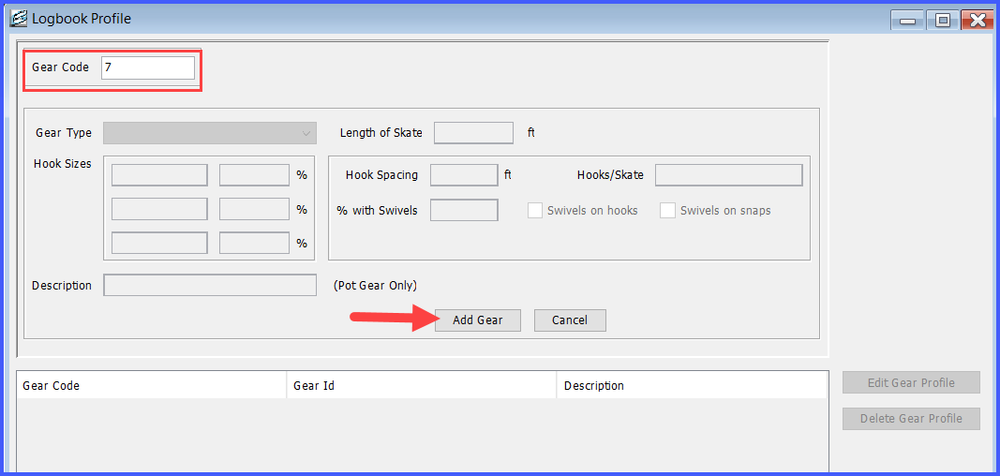 Logbook Profile
Gear Code 7
Gear Type Length of Skate ft
Hook Sizes % Hook Spacing ft Hooks/Skate
% % with Swivels Swivels on hooks Swivels on snaps
%
Description (Pot Gear Only)
Add Gear Cancel
Gear Code Gear Id Description
Edit Gear Profile
Delete Gear Profile